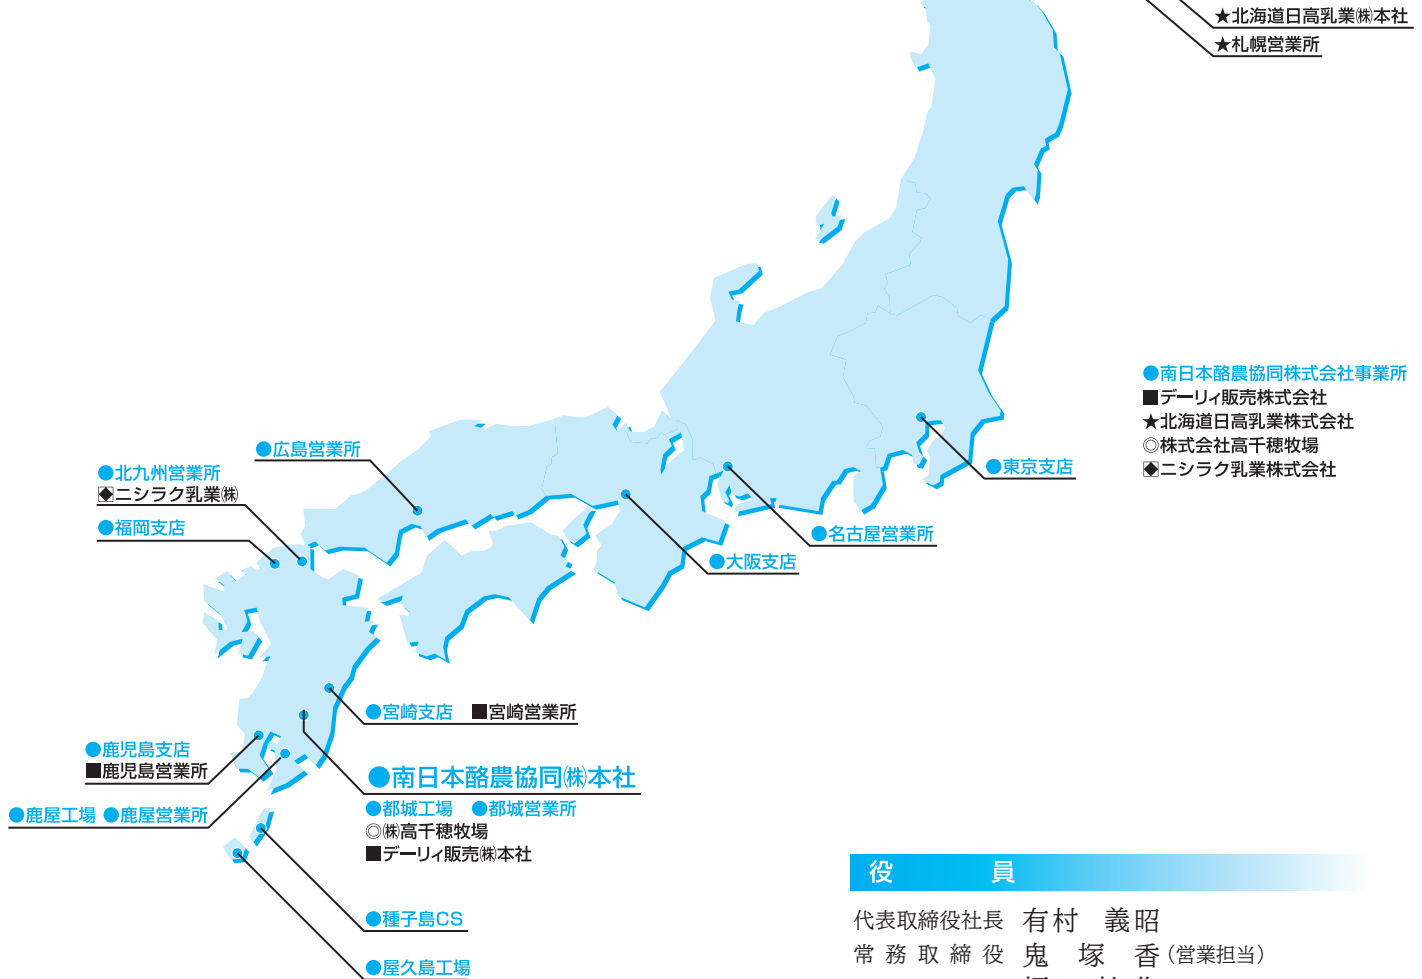 ★北海道日高乳業㈱本社
★札幌営業所
●南日本酪農協同株式会社事業所
■デーリィ販売株式会社
★北海道日高乳業株式会社
◎株式会社高千穂牧場
◈ニシラク乳業株式会社
●広島営業所
●北九州営業所
◈ニシラク乳業㈱
●福岡支店
●東京支店
●名古屋営業所
●大阪支店
●宮崎支店 ■宮崎営業所
●鹿児島支店
■鹿児島営業所
●南日本酪農協同㈱本社
●都城工場 ●都城営業所
◎㈱高千穂牧場
■デーリィ販売㈱本社
●鹿屋工場 ●鹿屋営業所
●種子島CS
●屋久島工場
役員
代表取締役社長 有村 義昭
常務取締役 鬼塚 香(営業担当)